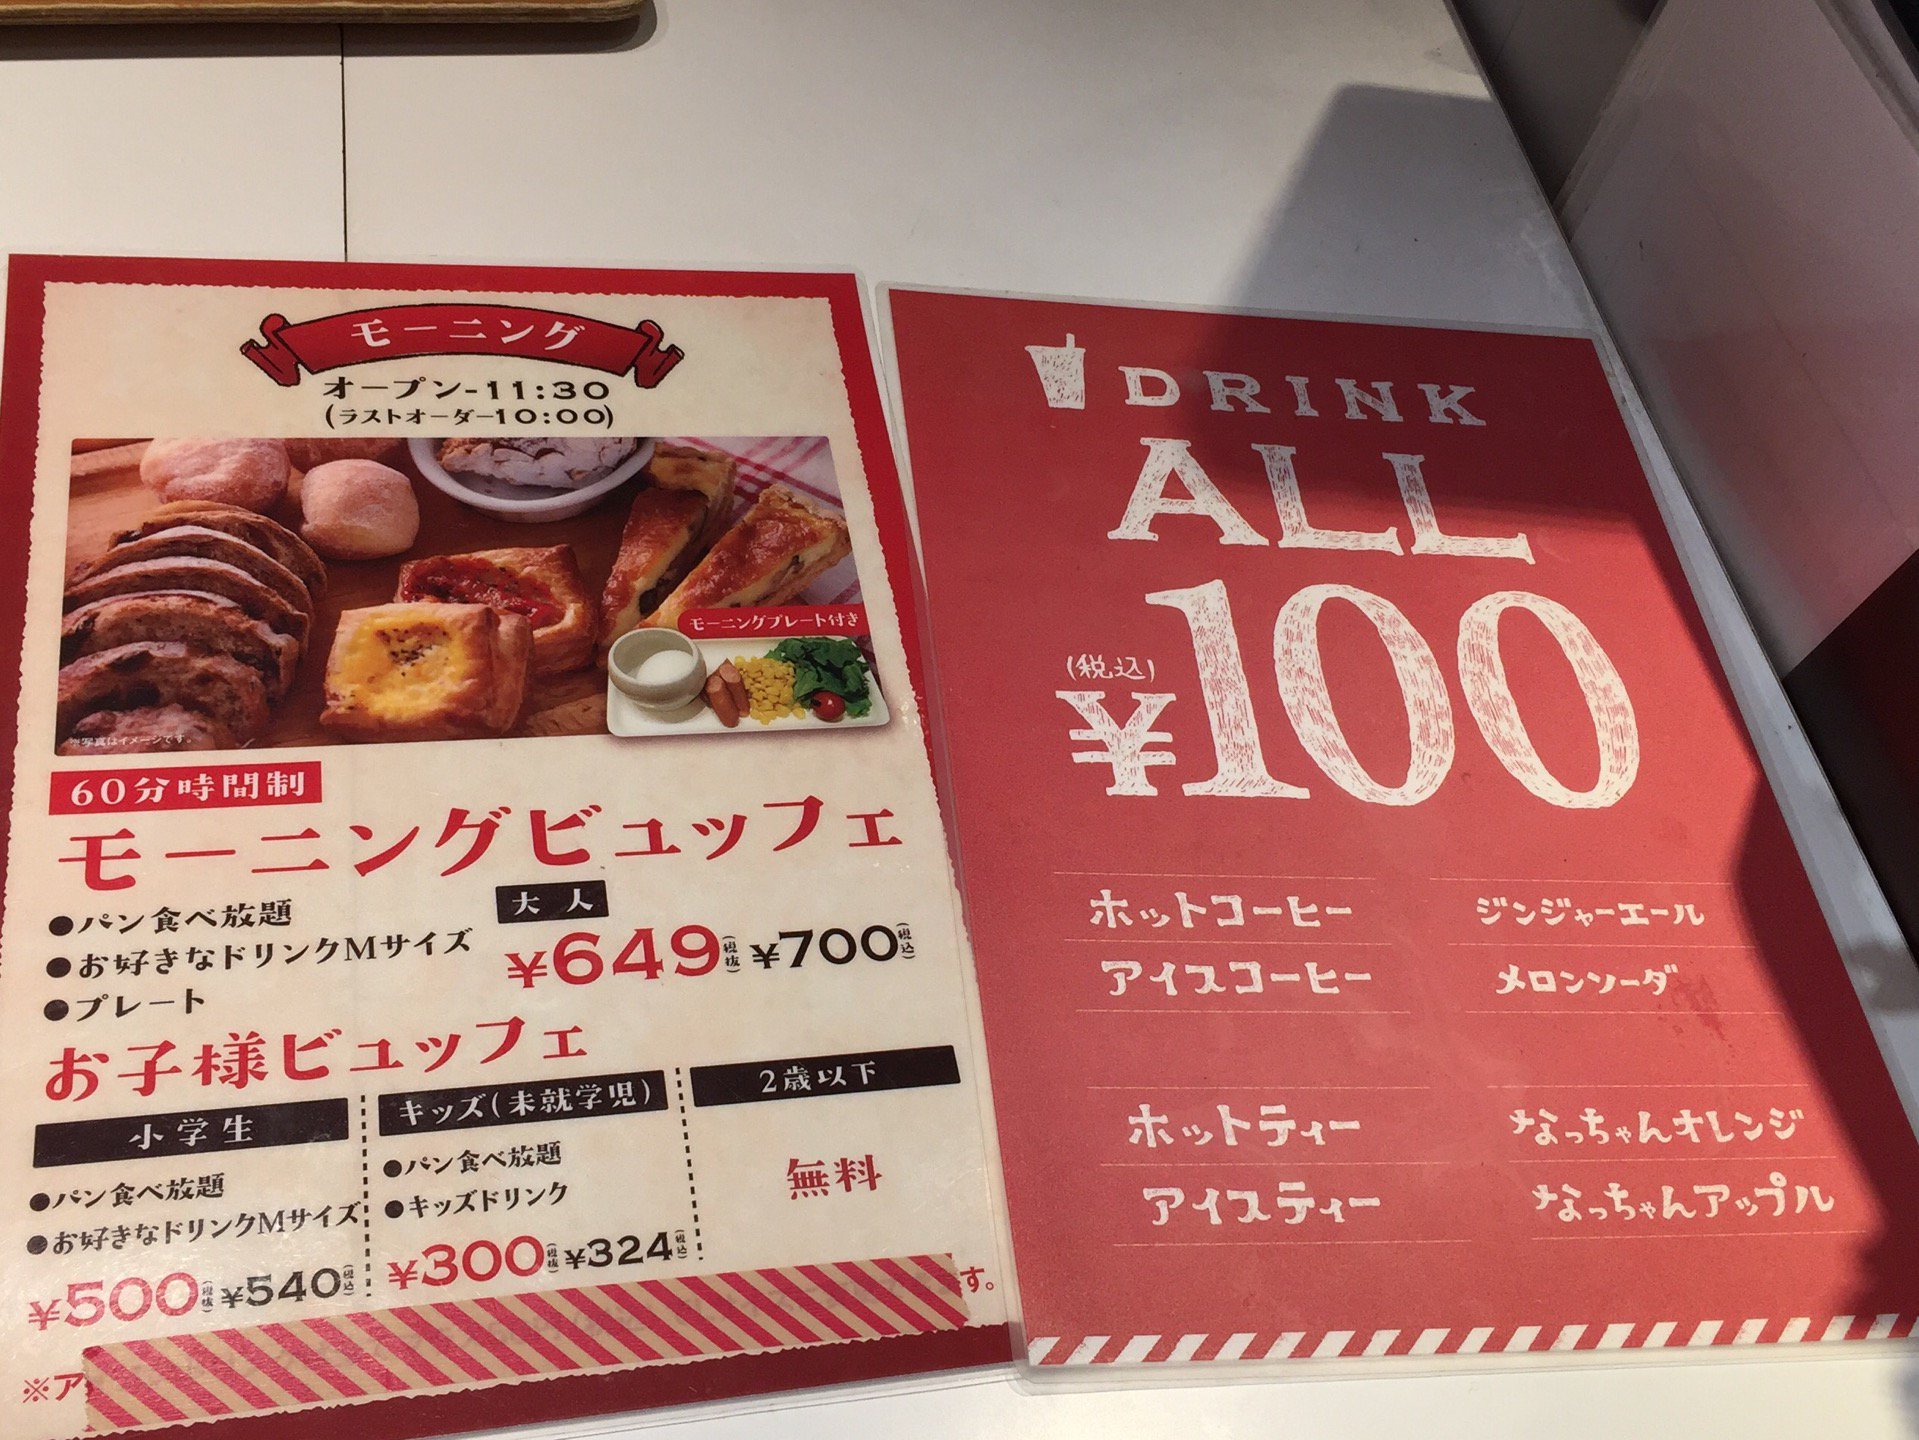 モーニング
オープン-11:30
(ラストオーダー10:00)
モーニングプレート付き
※写真はイメージです。
60分時間制
モーニングビュッフェ
●パン食べ放題
●お好きなドリンクMサイズ
●プレート
大人
¥649(税抜) ¥700(税込)
お子様ビュッフェ
小学生
●パン食べ放題
●お好きなドリンクMサイズ
¥500(税抜) ¥540(税込)
キッズ(未就学児)
●パン食べ放題
●キッズドリンク
¥300(税抜) ¥324(税込)
2歳以下
無料
す。
※ア
DRINK
ALL
(税込)
¥100
ホットコーヒー
アイスコーヒー
ホットティー
アイスティー
ジンジャーエール
メロンソーダ
なっちゃんオレンジ
なっちゃんアップル